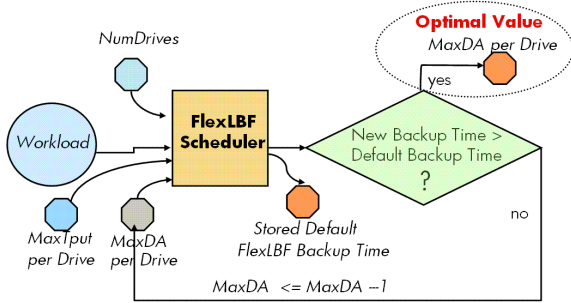 Optimal Value
NumDrives
MaxDA per Drive
yes
FlexLBF
Scheduler
Workload
New Backup Time >
Default Backup Time
?
no
MaxTput
per Drive
MaxDA
per Drive
Stored Default
FlexLBF Backup Time
MaxDA <= MaxDA --1